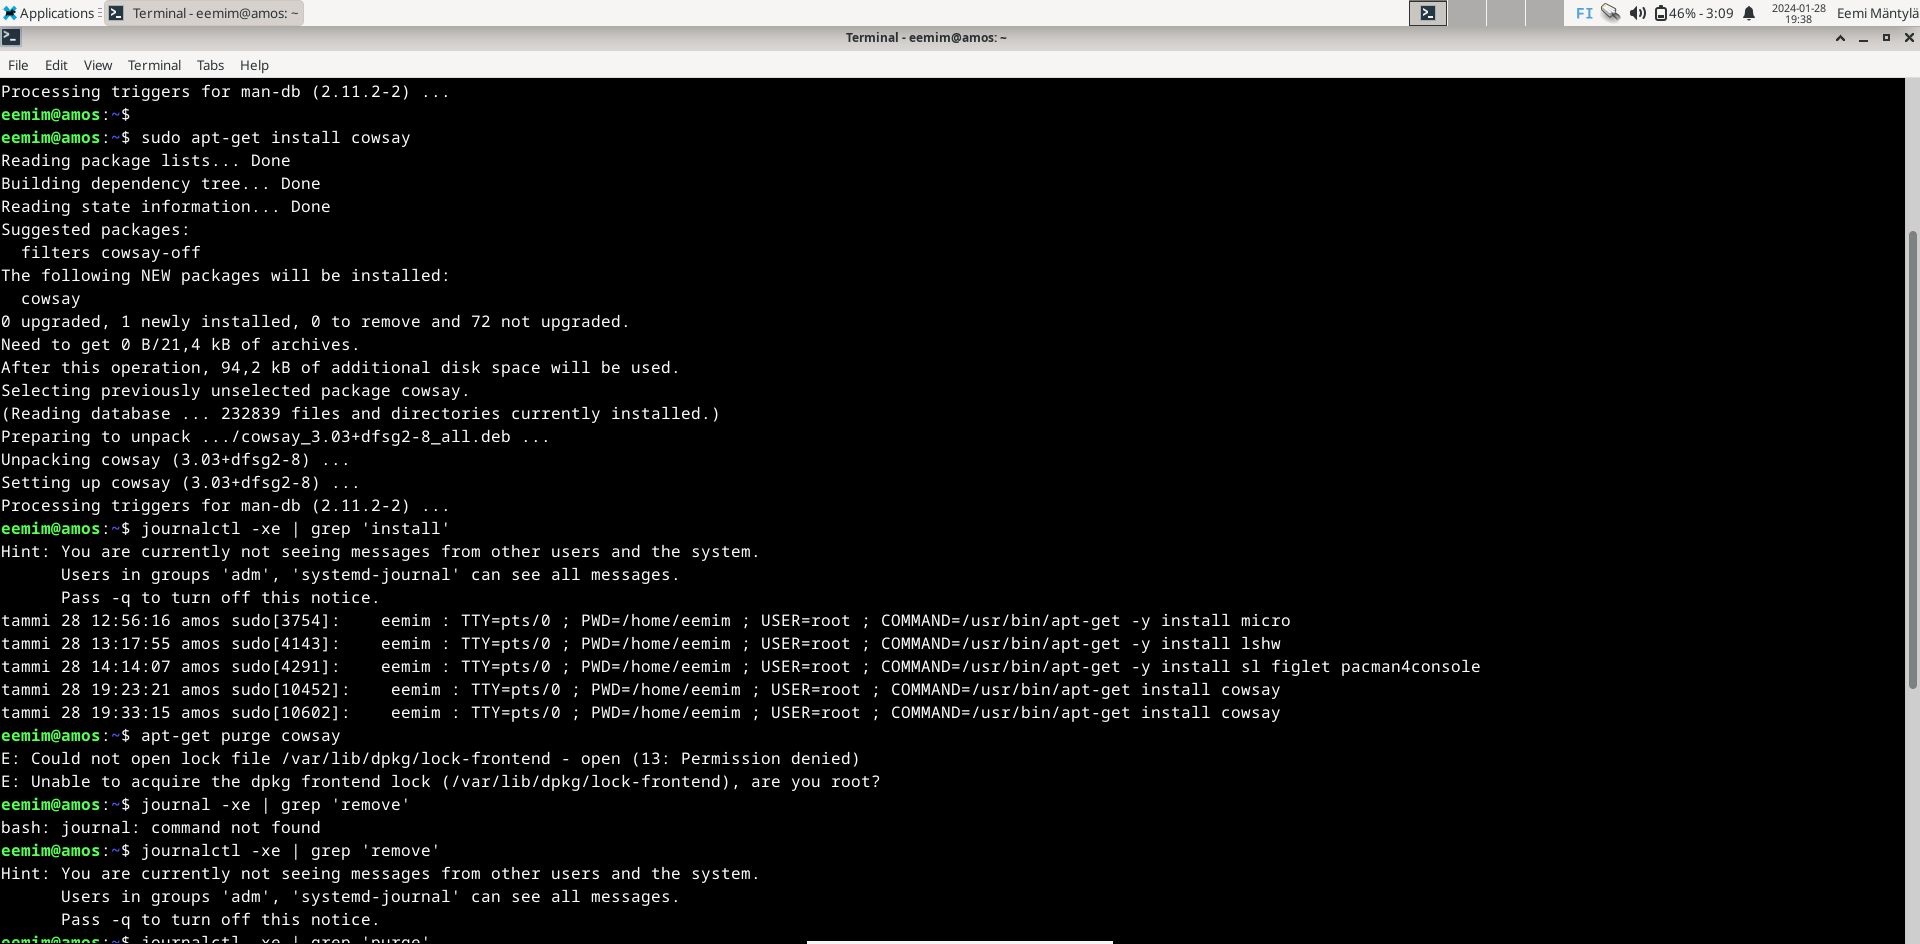 Applications
Terminal - eemim@amos: ~
FI
46% - 3:09
2024-01-28
19:38
Eemi Mäntylä
Terminal - eemim@amos: ~
File Edit View Terminal Tabs Help
Processing triggers for man-db (2.11.2-2) ...
eemim@amos:~$
eemim@amos:~$ sudo apt-get install cowsay
Reading package lists... Done
Building dependency tree... Done
Reading state information... Done
Suggested packages:
  filters cowsay-off
The following NEW packages will be installed:
  cowsay
0 upgraded, 1 newly installed, 0 to remove and 72 not upgraded.
Need to get 0 B/21,4 kB of archives.
After this operation, 94,2 kB of additional disk space will be used.
Selecting previously unselected package cowsay.
(Reading database ... 232839 files and directories currently installed.)
Preparing to unpack .../cowsay_3.03+dfsg2-8_all.deb ...
Unpacking cowsay (3.03+dfsg2-8) ...
Setting up cowsay (3.03+dfsg2-8) ...
Processing triggers for man-db (2.11.2-2) ...
eemim@amos:~$ journalctl -xe | grep 'install'
Hint: You are currently not seeing messages from other users and the system.
      Users in groups 'adm', 'systemd-journal' can see all messages.
      Pass -q to turn off this notice.
tammi 28 12:56:16 amos sudo[3754]:    eemim : TTY=pts/0 ; PWD=/home/eemim ; USER=root ; COMMAND=/usr/bin/apt-get -y install micro
tammi 28 13:17:55 amos sudo[4143]:    eemim : TTY=pts/0 ; PWD=/home/eemim ; USER=root ; COMMAND=/usr/bin/apt-get -y install lshw
tammi 28 14:14:07 amos sudo[4291]:    eemim : TTY=pts/0 ; PWD=/home/eemim ; USER=root ; COMMAND=/usr/bin/apt-get -y install sl figlet pacman4console
tammi 28 19:23:21 amos sudo[10452]:    eemim : TTY=pts/0 ; PWD=/home/eemim ; USER=root ; COMMAND=/usr/bin/apt-get install cowsay
tammi 28 19:33:15 amos sudo[10602]:    eemim : TTY=pts/0 ; PWD=/home/eemim ; USER=root ; COMMAND=/usr/bin/apt-get install cowsay
eemim@amos:~$ apt-get purge cowsay
E: Could not open lock file /var/lib/dpkg/lock-frontend - open (13: Permission denied)
E: Unable to acquire the dpkg frontend lock (/var/lib/dpkg/lock-frontend), are you root?
eemim@amos:~$ journal -xe | grep 'remove'
bash: journal: command not found
eemim@amos:~$ journalctl -xe | grep 'remove'
Hint: You are currently not seeing messages from other users and the system.
      Users in groups 'adm', 'systemd-journal' can see all messages.
      Pass -q to turn off this notice.
eemim@amos:~$ journalctl -xe | grep 'purge'